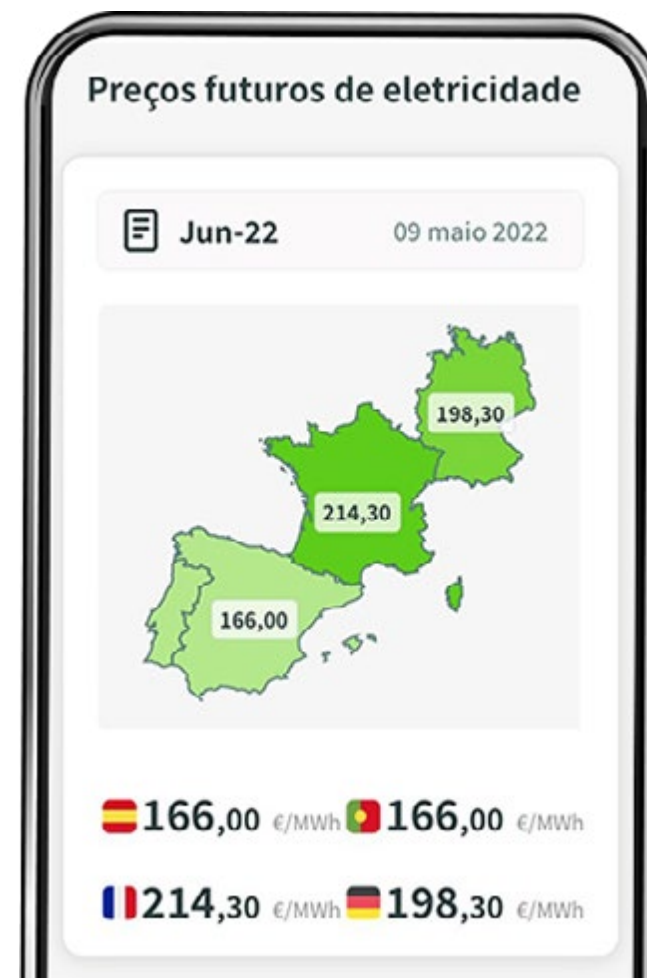 Preços futuros de eletricidade
Jun-22 09 maio 2022
198,30
214,30
166,00
166,00 €/MWh 166,00 €/MWh
214,30 €/MWh 198,30 €/MWh